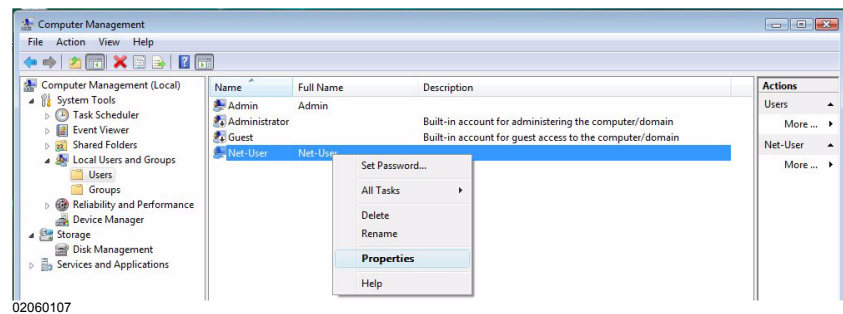 Computer Management
File Action View Help
Computer Management (Local)
System Tools
Task Scheduler
Event Viewer
Shared Folders
Local Users and Groups
Users
Groups
Reliability and Performance
Device Manager
Storage
Disk Management
Services and Applications
Name Full Name Description
Admin Admin
Administrator Built-in account for administering the computer/domain
Guest Built-in account for guest access to the computer/domain
Net-User Net-User
Set Password...
All Tasks
Delete
Rename
Properties
Help
Actions
Users
More ...
Net-User
More ...
02060107